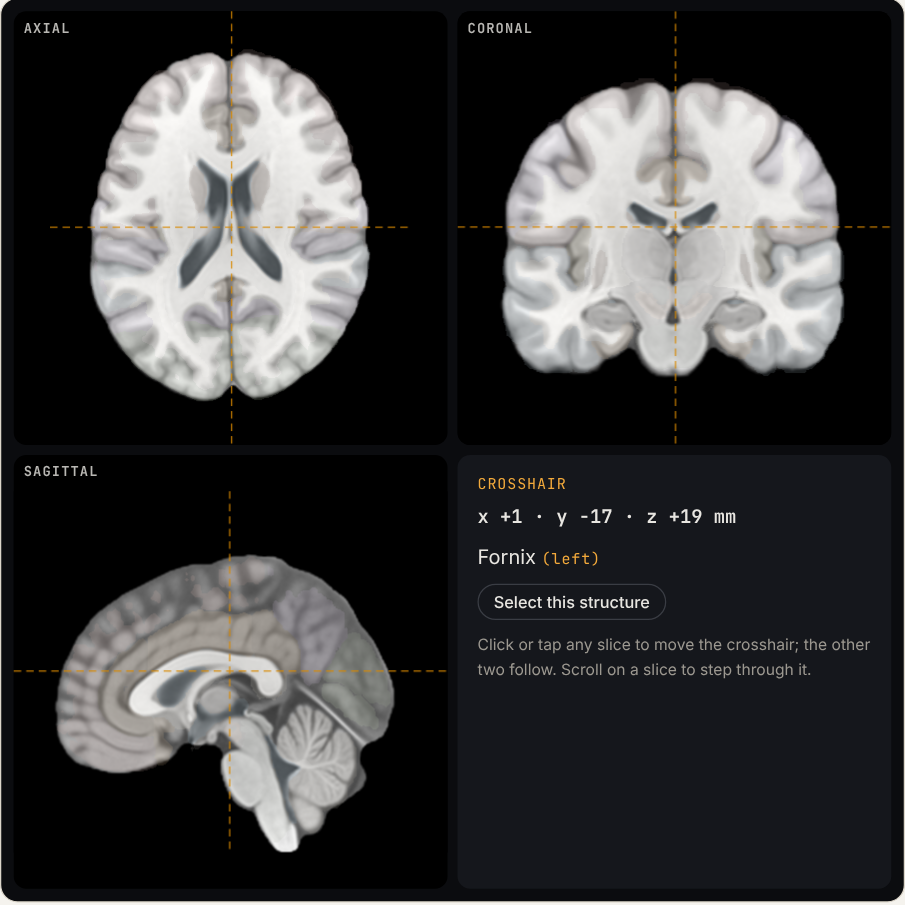 AXIAL
CORONAL
SAGITTAL
CROSSHAIR
x +1 · y -17 · z +19 mm
Fornix (left)
Select this structure
Click or tap any slice to move the crosshair; the other
two follow. Scroll on a slice to step through it.